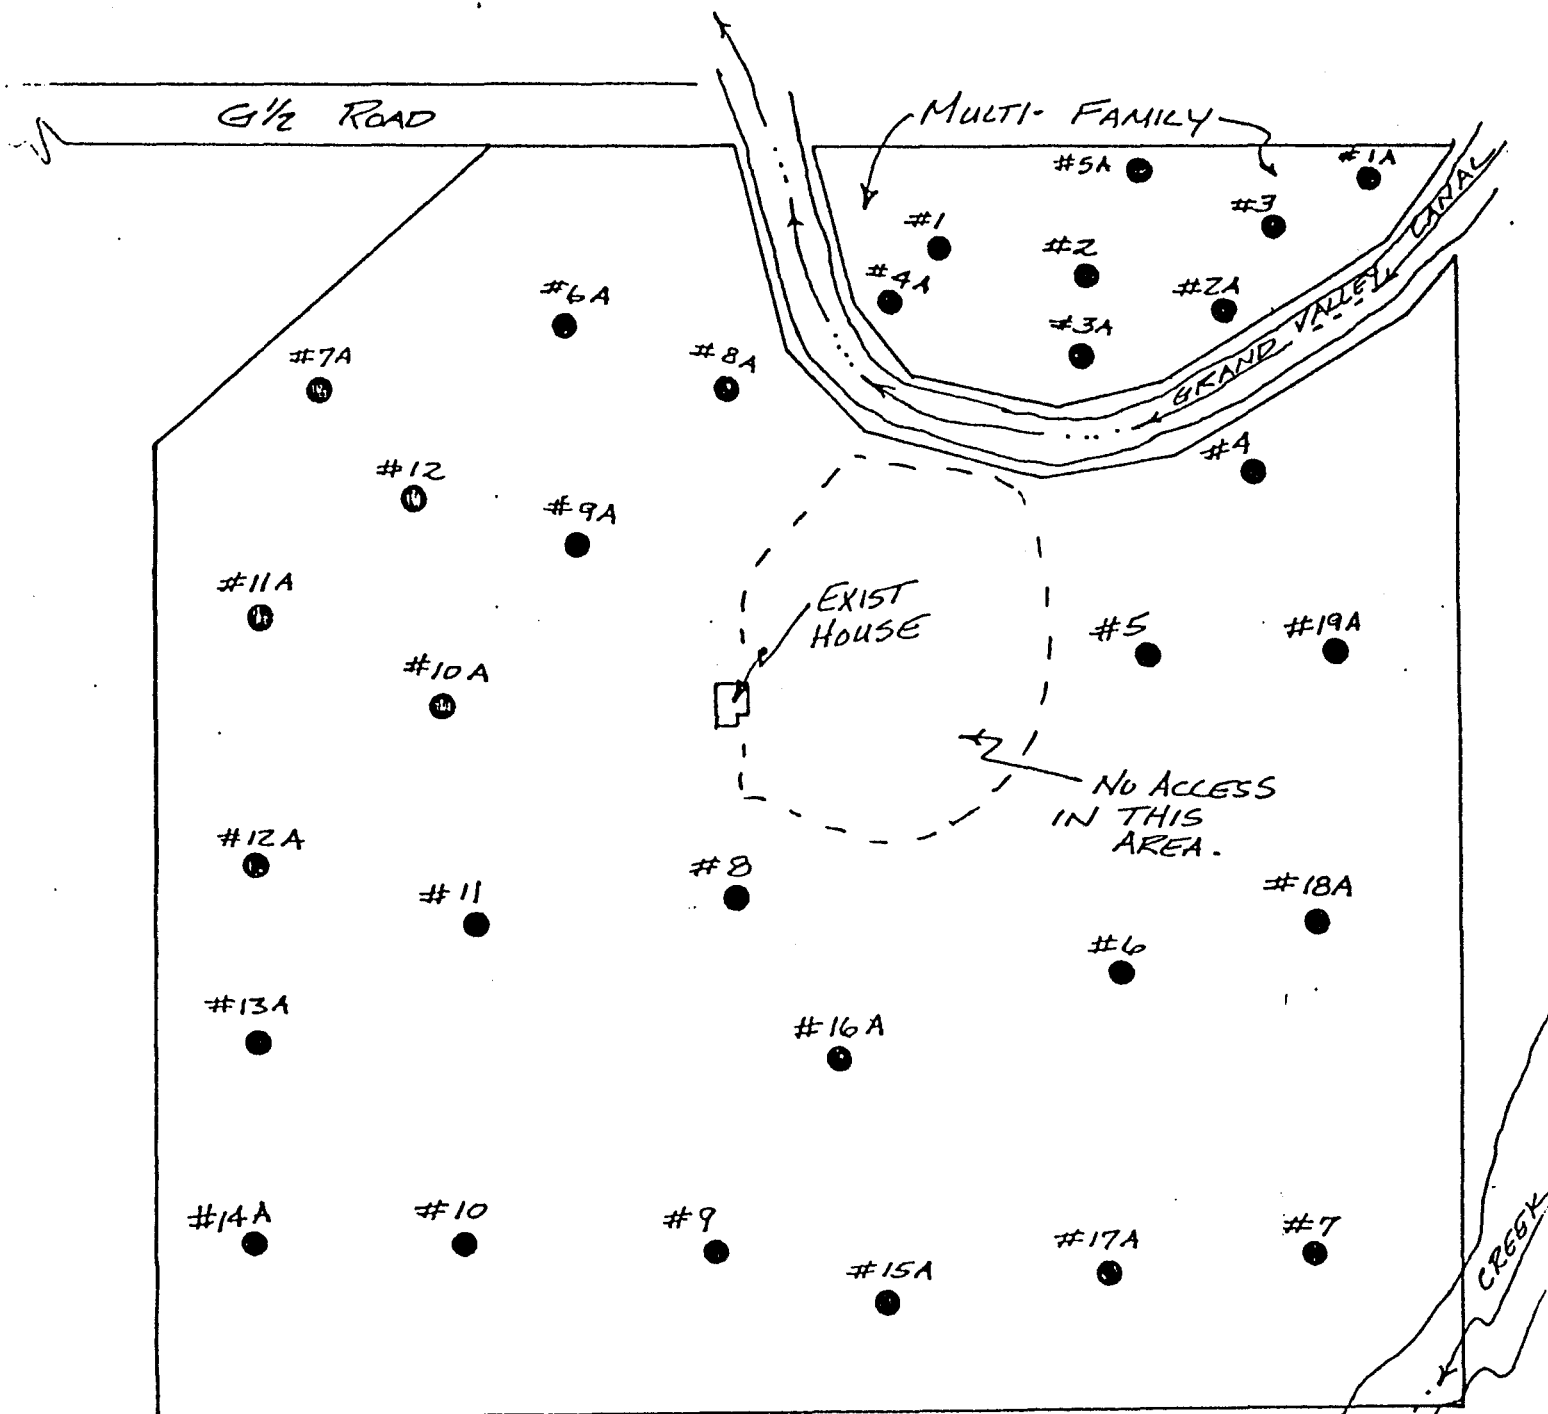 G 1/2 ROAD
MULTI-FAMILY
#5A
#1A
#1
#3
#2
#4A
#2A
#3A
GRAND VALLEY CANAL
#6A
#7A
#8A
#4
#12
#9A
#11A
EXIST
HOUSE
#5
#19A
#10A
NO ACCESS
IN THIS
AREA.
#12A
#11
#8
#18A
#6
#13A
#16A
#14A
#10
#9
#17A
#7
#15A
CREEK